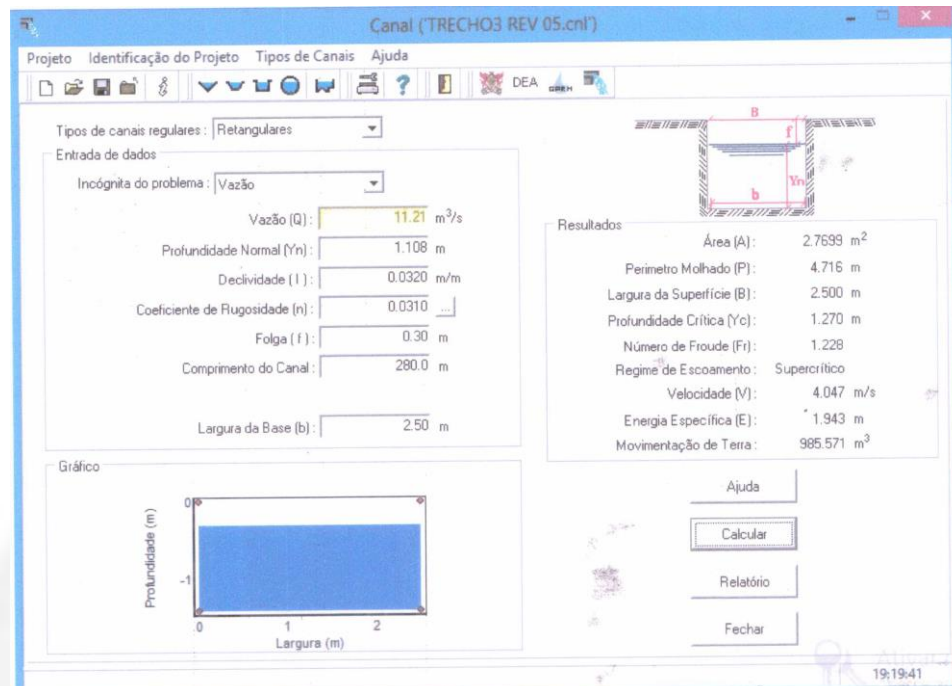 Canal ('TRECHO3 REV 05.cnl')
Projeto Identificação do Projeto Tipos de Canais Ajuda
DEA
GPRH
Tipos de canais regulares : Retangulares
Entrada de dados
Incógnita do problema : Vazão
Vazão (Q) : 11.21 m³/s
Profundidade Normal (Yn) : 1.108 m
Declividade ( I ) : 0.0320 m/m
Coeficiente de Rugosidade (n) : 0.0310 ...
Folga ( f ) : 0.30 m
Comprimento do Canal : 280.0 m
Largura da Base (b) : 2.50 m
B
f
Yn
b
Resultados
Área (A) : 2.7699 m²
Perimetro Molhado (P) : 4.716 m
Largura da Superfície (B) : 2.500 m
Profundidade Crítica (Yc) : 1.270 m
Número de Froude (Fr) : 1.228
Regime de Escoamento : Supercrítico
Velocidade (V) : 4.047 m/s
Energia Específica (E) : 1.943 m
Movimentação de Terra : 985.571 m³
Gráfico
Profundidade (m)
0
-1
0 1 2
Largura (m)
Ajuda
Calcular
Relatório
Fechar
19:19:41